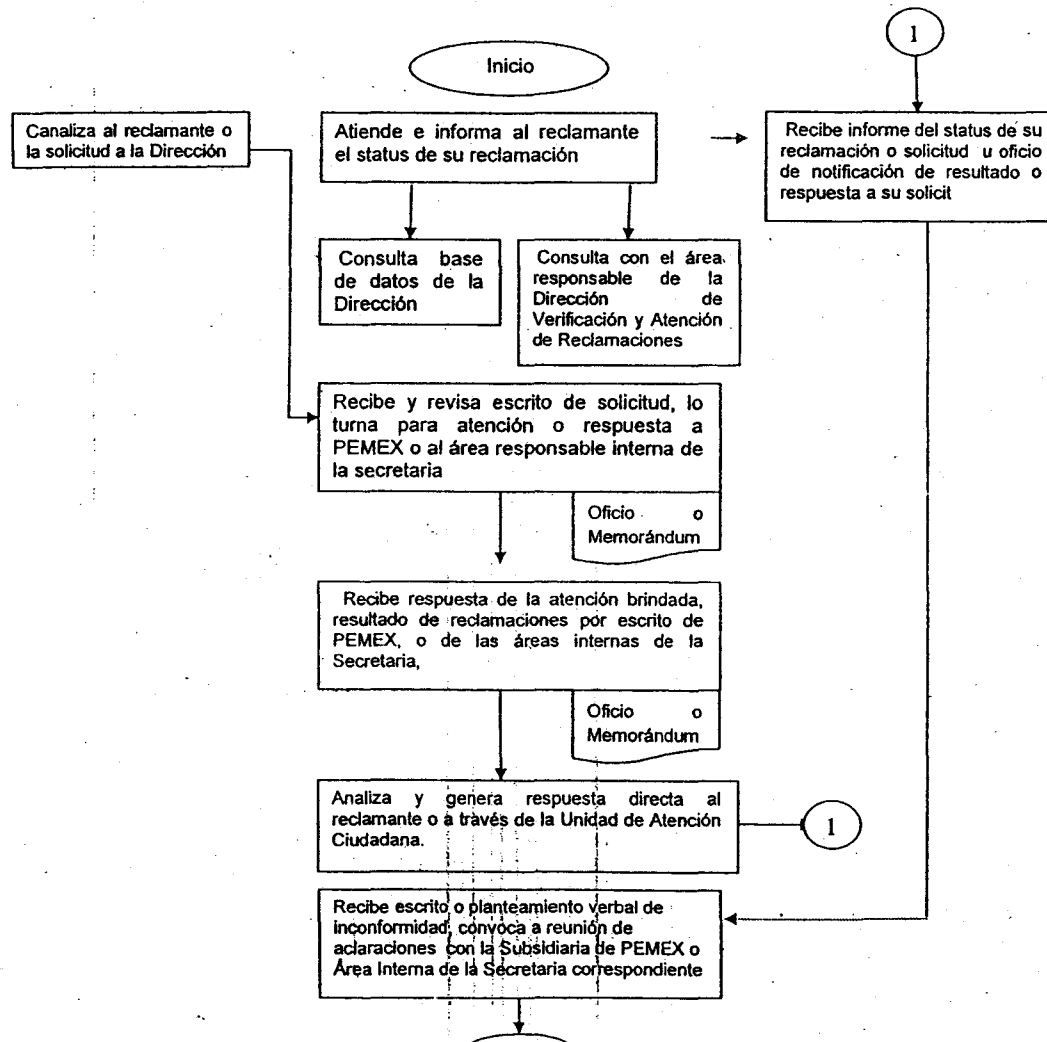 1
Inicio
Canaliza al reclamante o
la solicitud a la Dirección
Atiende e informa al reclamante
el status de su reclamación
Recibe informe del status de su
reclamación o solicitud u oficio
de notificación de resultado o
respuesta a su solicit
Consulta base
de datos de la
Dirección
Consulta con el área
responsable de la
Dirección de
Verificación y Atención
de Reclamaciones
Recibe y revisa escrito de solicitud, lo
turna para atención o respuesta a
PEMEX o al área responsable interna de
la secretaria
Oficio o
Memorándum
Recibe respuesta de la atención brindada,
resultado de reclamaciones por escrito de
PEMEX, o de las áreas internas de la
Secretaria,
Oficio o
Memorándum
Analiza y genera respuesta directa al
reclamante o a través de la Unidad de Atención
Ciudadana.
1
Recibe escrito o planteamiento verbal de
inconformidad, convoca a reunión de
aclaraciones con la Subsidiaria de PEMEX o
Área Interna de la Secretaria correspondiente